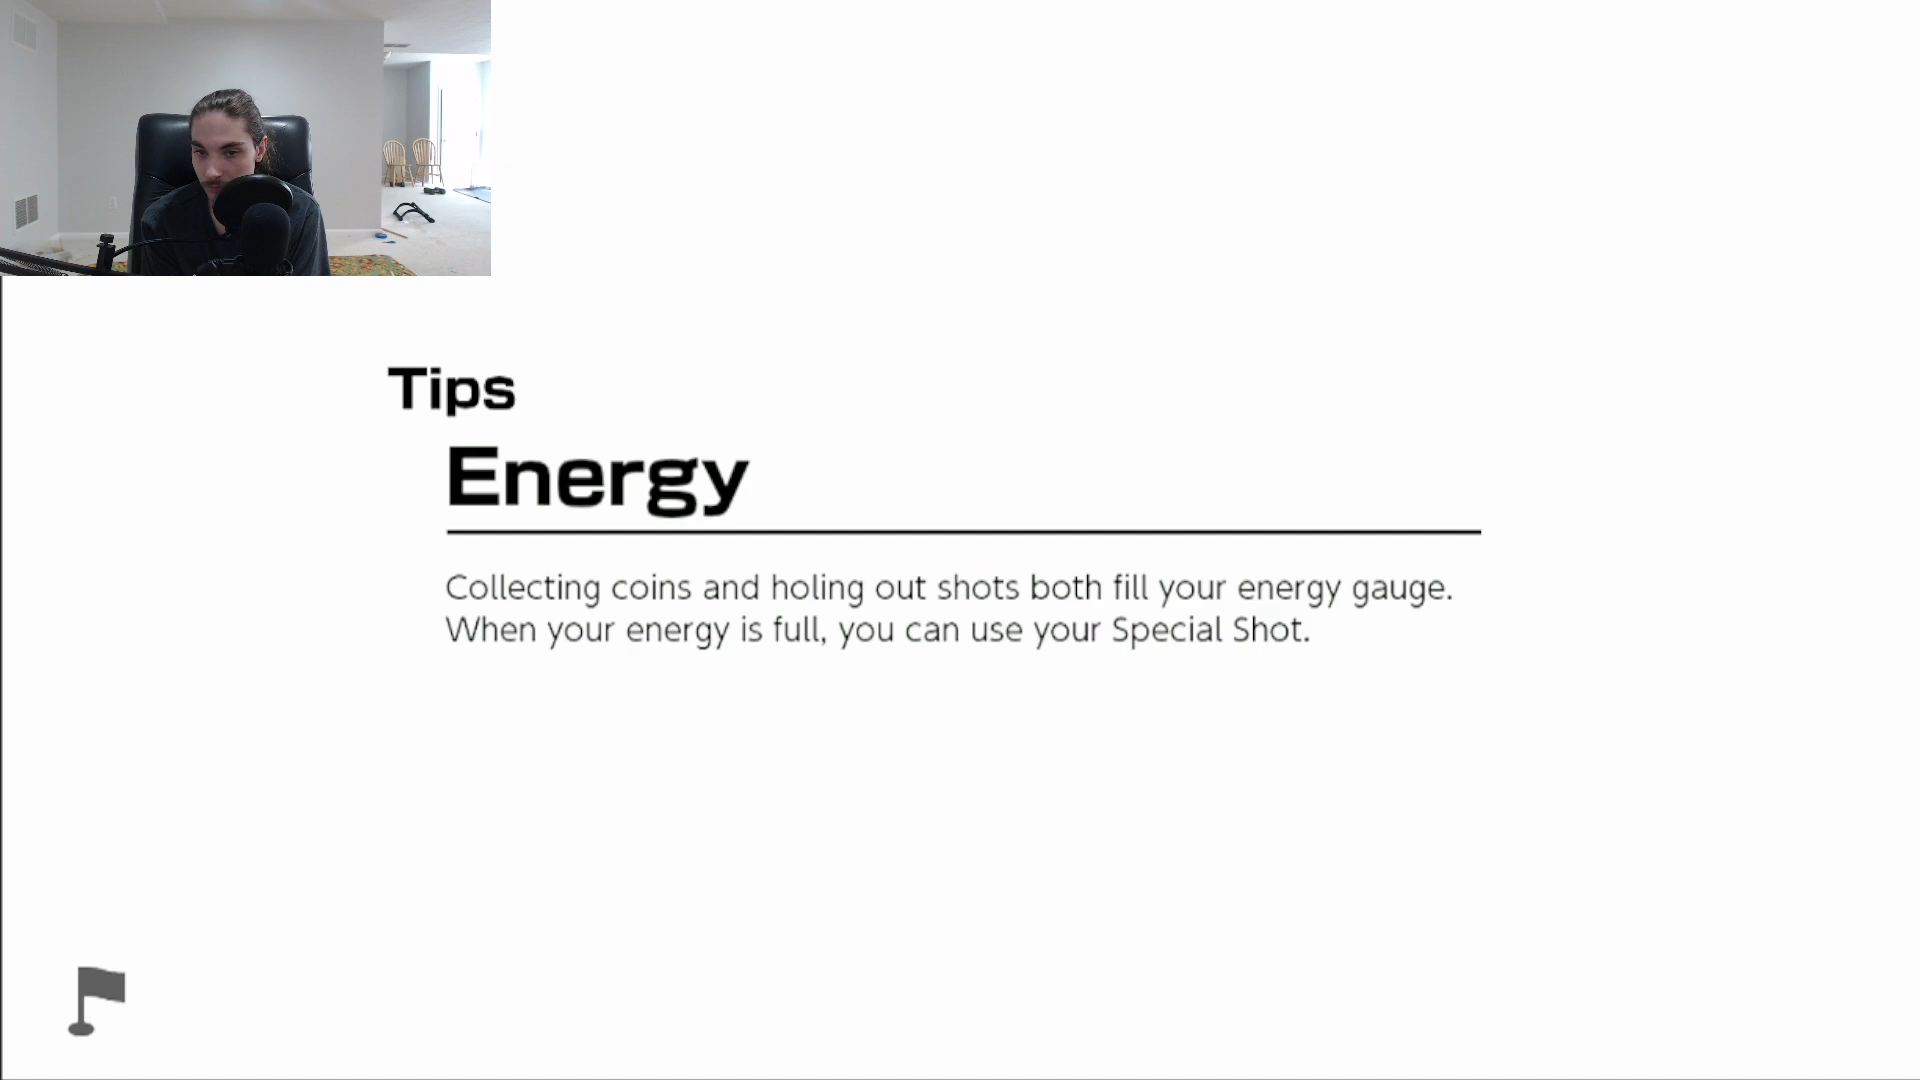 Tips
Energy
Collecting coins and holing out shots both fill your energy gauge.
When your energy is full, you can use your Special Shot.